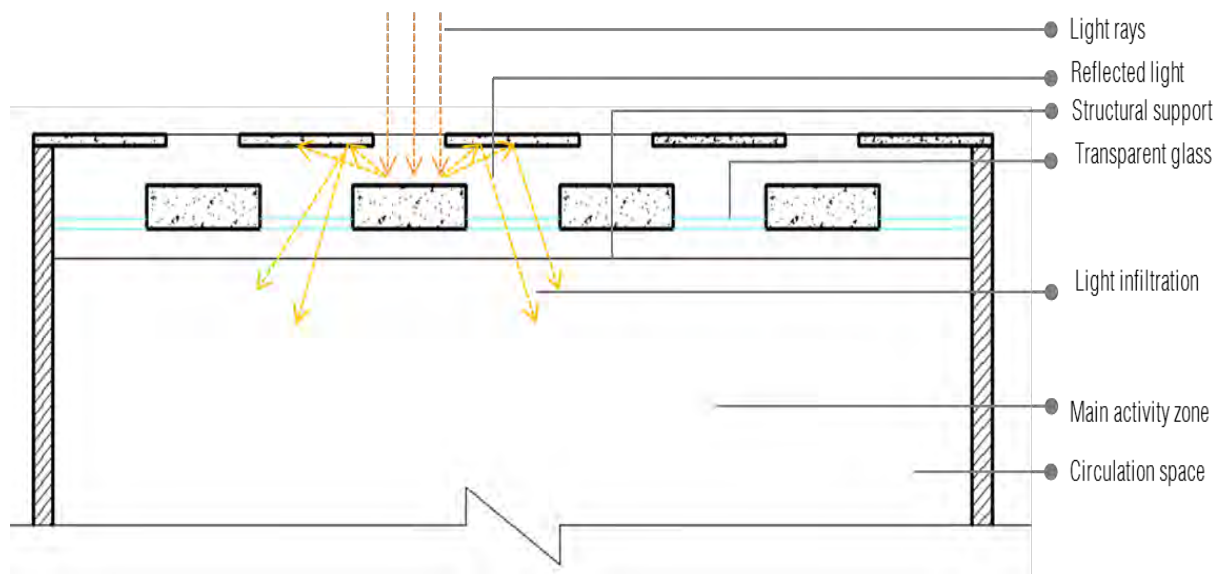 Light rays
Reflected light
Structural support
Transparent glass
Light infiltration
Main activity zone
Circulation space